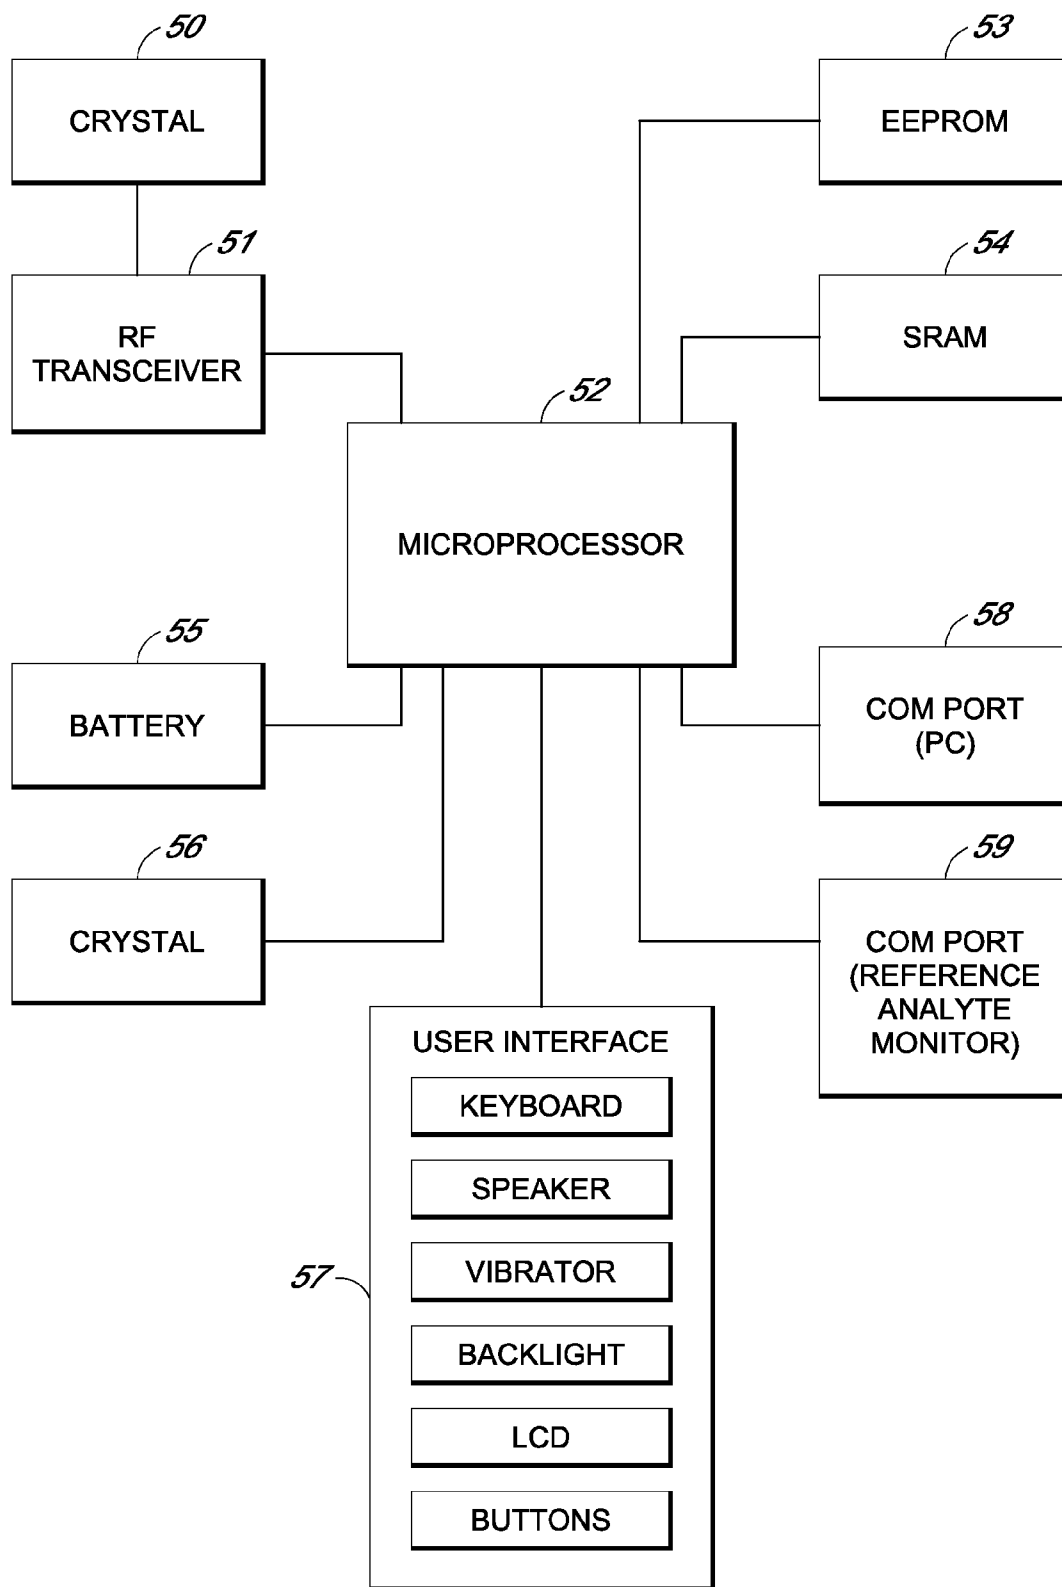 50
CRYSTAL
53
EEPROM
51
RF
TRANSCEIVER
54
SRAM
52
MICROPROCESSOR
55
BATTERY
58
COM PORT
(PC)
56
CRYSTAL
59
COM PORT
(REFERENCE
ANALYTE
MONITOR)
USER INTERFACE
KEYBOARD
SPEAKER
57
VIBRATOR
BACKLIGHT
LCD
BUTTONS